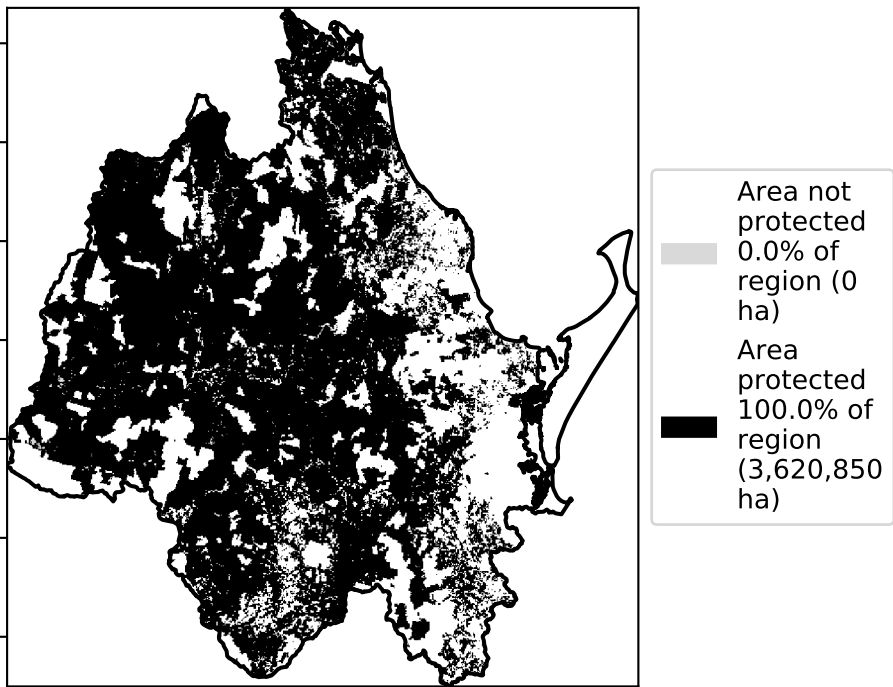 Area not
protected
0.0% of
region (0
ha)
Area
protected
100.0% of
region
(3,620,850
ha)